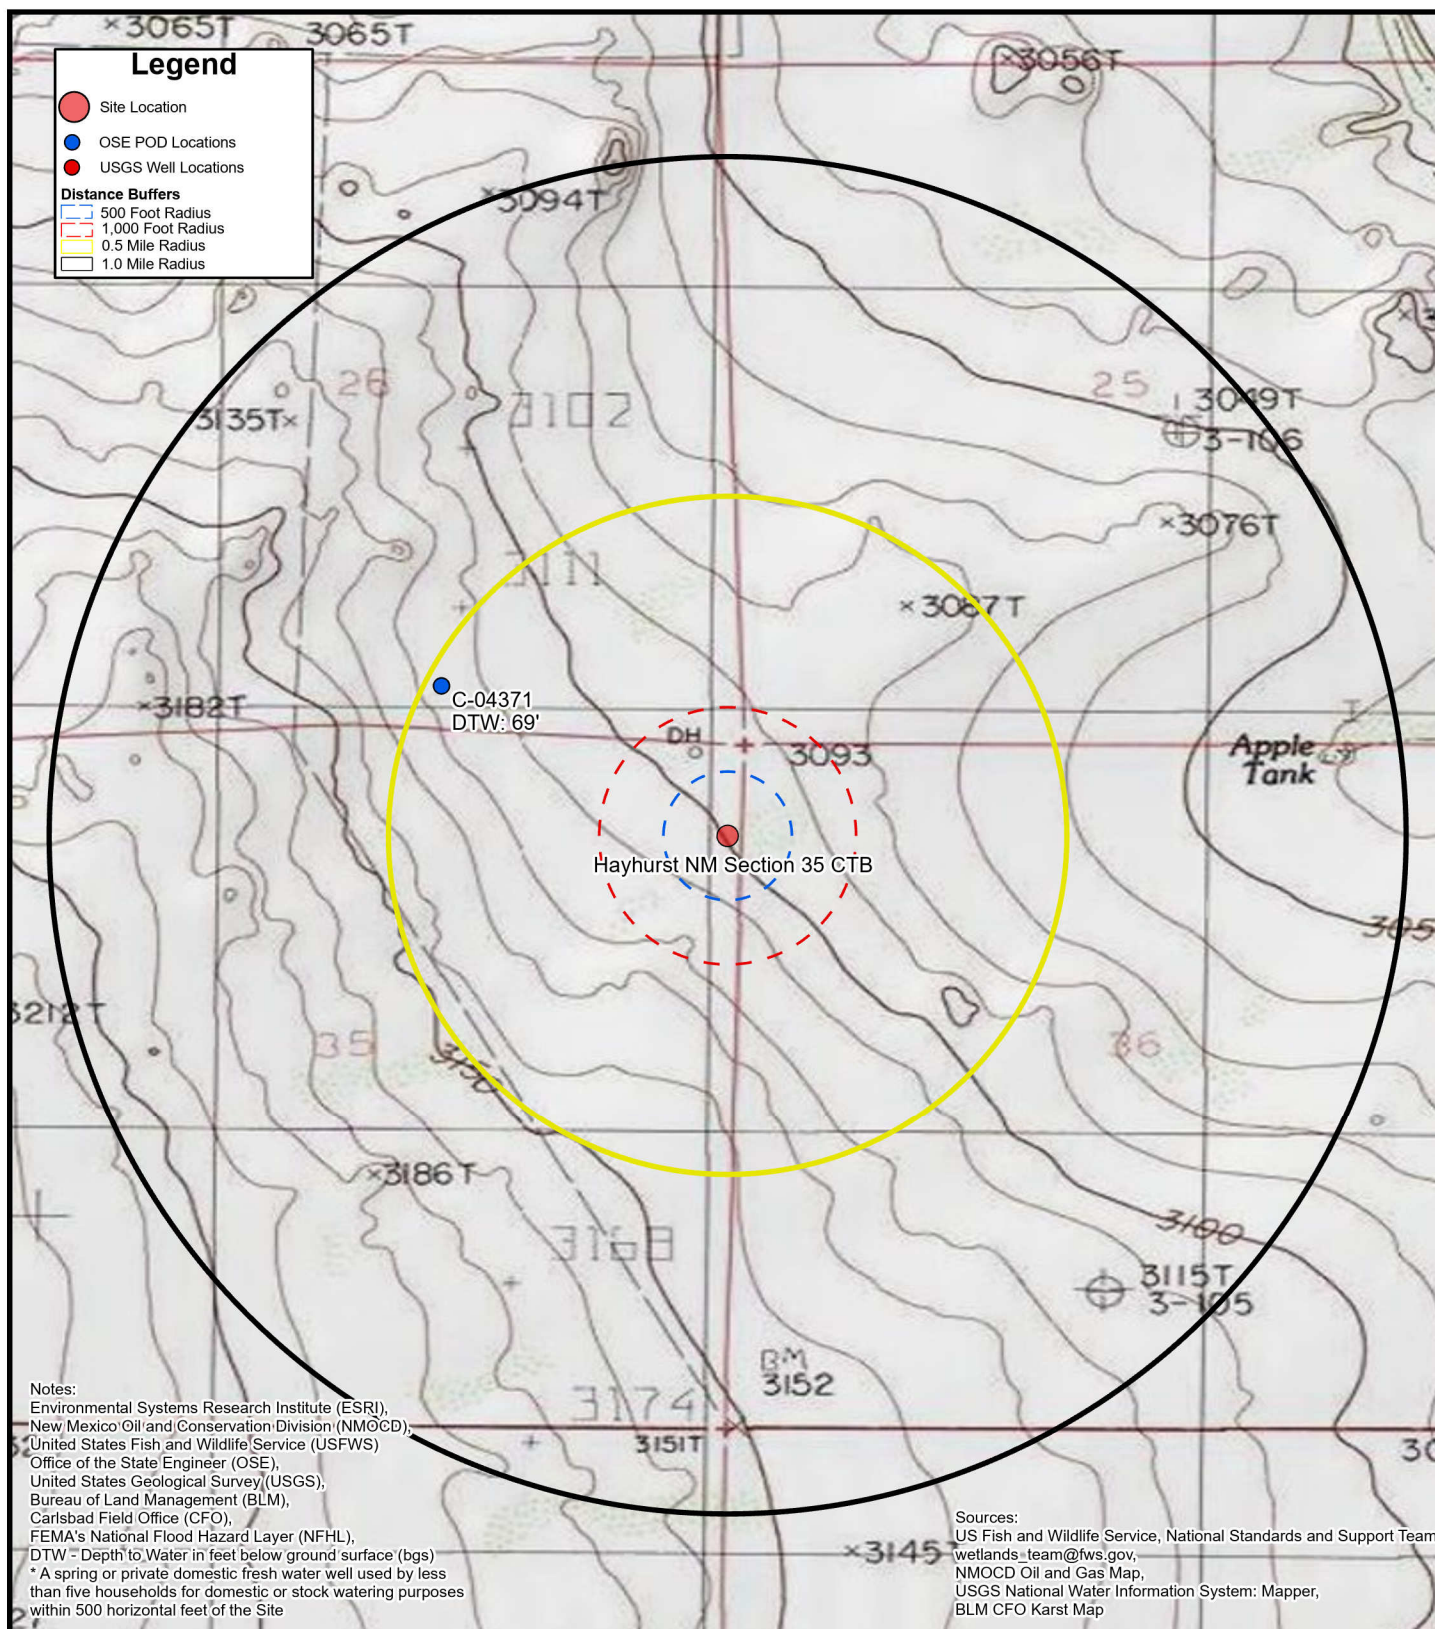 ×3065T
3065T
×3056T
Legend
Site Location
OSE POD Locations
USGS Well Locations
Distance Buffers
500 Foot Radius
1,000 Foot Radius
0.5 Mile Radius
1.0 Mile Radius
×3094T
26
3135T×
3102
25
3049T
3-106
×3076T
3111
×3087T
C-04371
DTW: 69'
×3182T
DH
3093
Apple
Tank
Hayhurst NM Section 35 CTB
305
3212T
35
3150
36
×3186T
3100
3168
3115T
3-105
BM
3152
3174
3151T
30
×3145T
Notes:
Environmental Systems Research Institute (ESRI),
New Mexico Oil and Conservation Division (NMOCD),
United States Fish and Wildlife Service (USFWS)
Office of the State Engineer (OSE),
United States Geological Survey (USGS),
Bureau of Land Management (BLM),
Carlsbad Field Office (CFO),
FEMA's National Flood Hazard Layer (NFHL),
DTW - Depth to Water in feet below ground surface (bgs)
* A spring or private domestic fresh water well used by less
than five households for domestic or stock watering purposes
within 500 horizontal feet of the Site
Sources:
US Fish and Wildlife Service, National Standards and Support Team
wetlands_team@fws.gov,
NMOCD Oil and Gas Map,
USGS National Water Information System: Mapper,
BLM CFO Karst Map